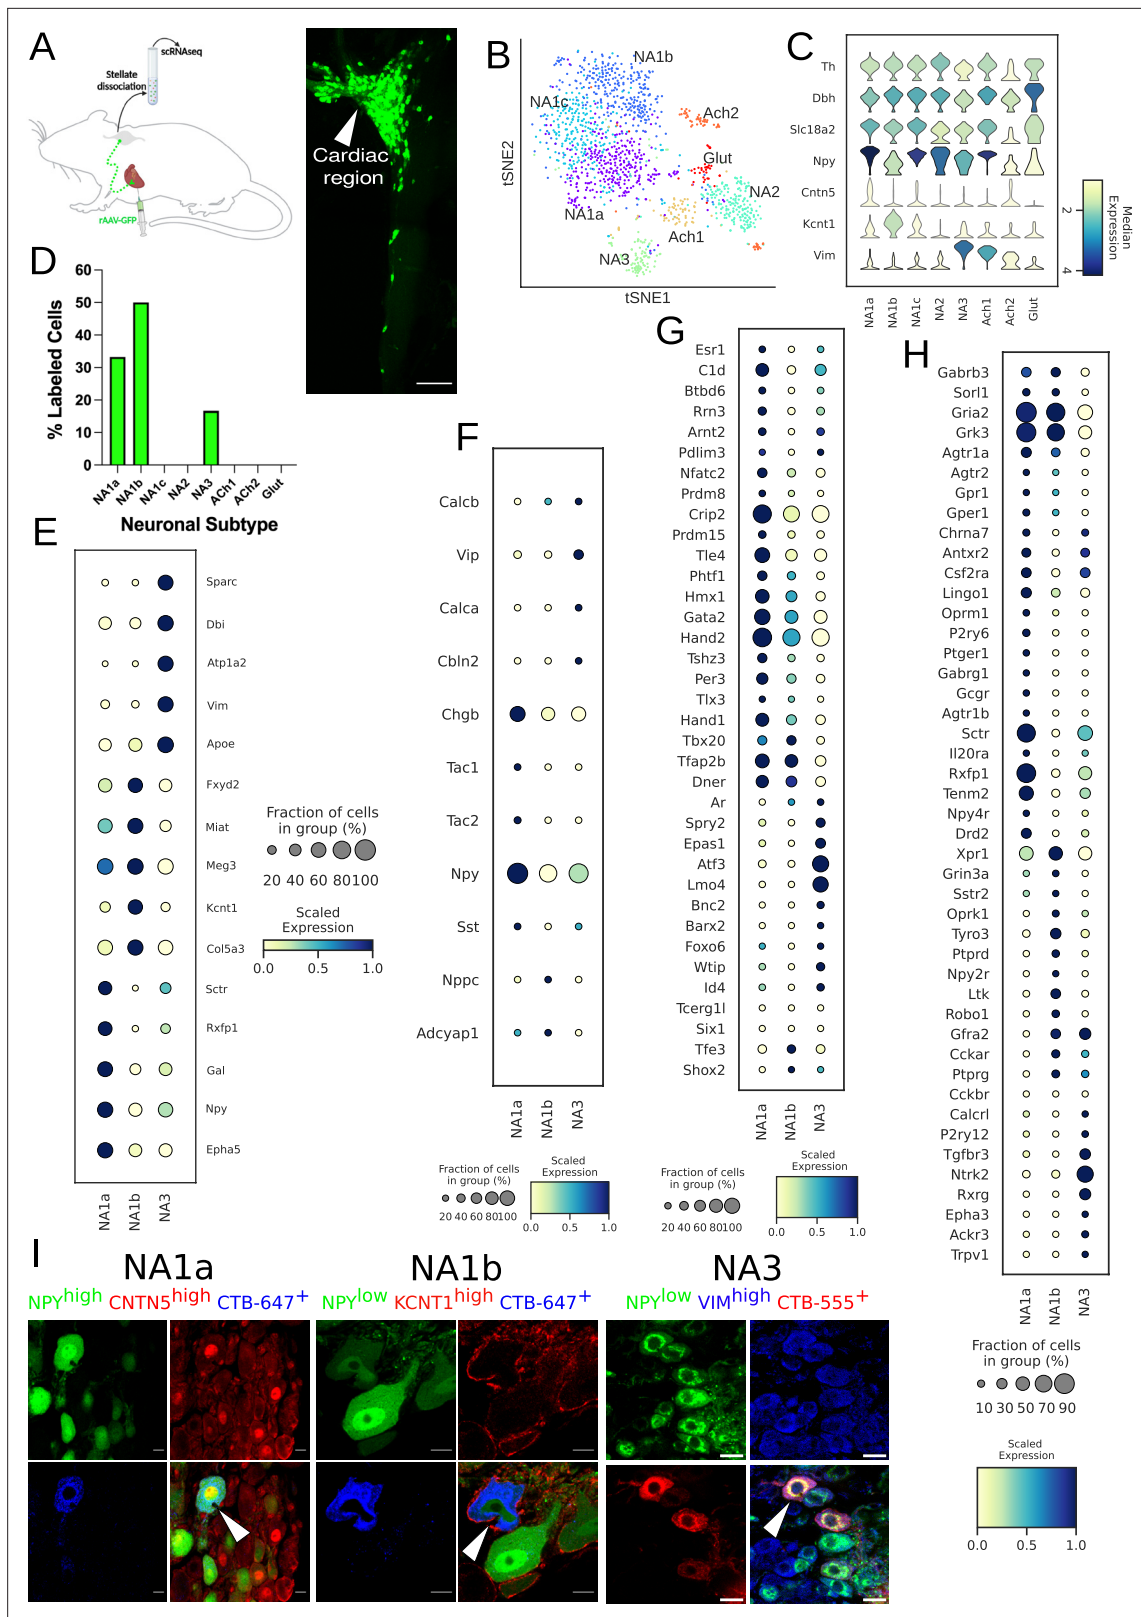 A
scRNAseq
Stellate
dissociation
rAAV-GFP
Cardiac
region
B
NA1b
NA1c
Ach2
Glut
NA2
NA1a
Ach1
NA3
tSNE2
tSNE1
C
Th
Dbh
Slc18a2
Npy
Cntn5
Kcnt1
Vim
NA1a
NA1b
NA1c
NA2
NA3
Ach1
Ach2
Glut
2
4
Median
Expression
D
60
50
40
30
20
10
0
% Labeled Cells
NA1a
NA1b
NA1c
NA2
NA3
ACh1
ACh2
Glut
Neuronal Subtype
E
Sparc
Dbi
Atp1a2
Vim
Apoe
Fxyd2
Miat
Meg3
Kcnt1
Col5a3
Sctr
Rxfp1
Gal
Npy
Epha5
NA1a
NA1b
NA3
Fraction of cells
in group (%)
20 40 60 80100
Scaled
Expression
0.0 0.5 1.0
F
Calcb
Vip
Calca
Cbln2
Chgb
Tac1
Tac2
Npy
Sst
Nppc
Adcyap1
NA1a
NA1b
NA3
Fraction of cells
in group (%)
20 40 60 80100
Scaled
Expression
0.0 0.5 1.0
G
Esr1
C1d
Btbd6
Rrn3
Arnt2
Pdlim3
Nfatc2
Prdm8
Crip2
Prdm15
Tle4
Phtf1
Hmx1
Gata2
Hand2
Tshz3
Per3
Tlx3
Hand1
Tbx20
Tfap2b
Dner
Ar
Spry2
Epas1
Atf3
Lmo4
Bnc2
Barx2
Foxo6
Wtip
Id4
Tcerg1l
Six1
Tfe3
Shox2
NA1a
NA1b
NA3
Fraction of cells
in group (%)
20 40 60 80100
Scaled
Expression
0.0 0.5 1.0
H
Gabrb3
Sorl1
Gria2
Grk3
Agtr1a
Agtr2
Gpr1
Gper1
Chrna7
Antxr2
Csf2ra
Lingo1
Oprm1
P2ry6
Ptger1
Gabrg1
Gcgr
Agtr1b
Sctr
Il20ra
Rxfp1
Tenm2
Npy4r
Drd2
Xpr1
Grin3a
Sstr2
Oprk1
Tyro3
Ptprd
Npy2r
Ltk
Robo1
Gfra2
Cckar
Ptprg
Cckbr
Calcrl
P2ry12
Tgfbr3
Ntrk2
Rxrg
Epha3
Ackr3
Trpv1
NA1a
NA1b
NA3
Fraction of cells
in group (%)
10 30 50 70 90
Scaled
Expression
0.0 0.5 1.0
I
NA1a
NPYhigh CNTN5high CTB-647+
NA1b
NPYlow KCNT1high CTB-647+
NA3
NPYlow VIMhigh CTB-555+